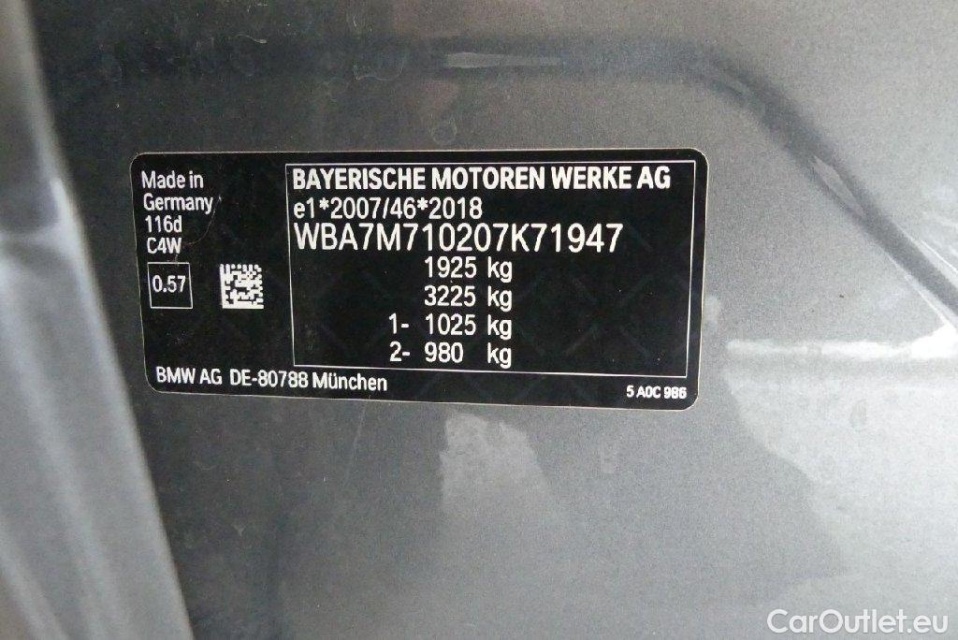 Made in
Germany
116d
C4W
0.57
BAYERISCHE MOTOREN WERKE AG
e1*2007/46*2018
WBA7M710207K71947
1925 kg
3225 kg
1- 1025 kg
2- 980 kg
BMW AG DE-80788 München
5 A0C 986
CarOutlet.eu